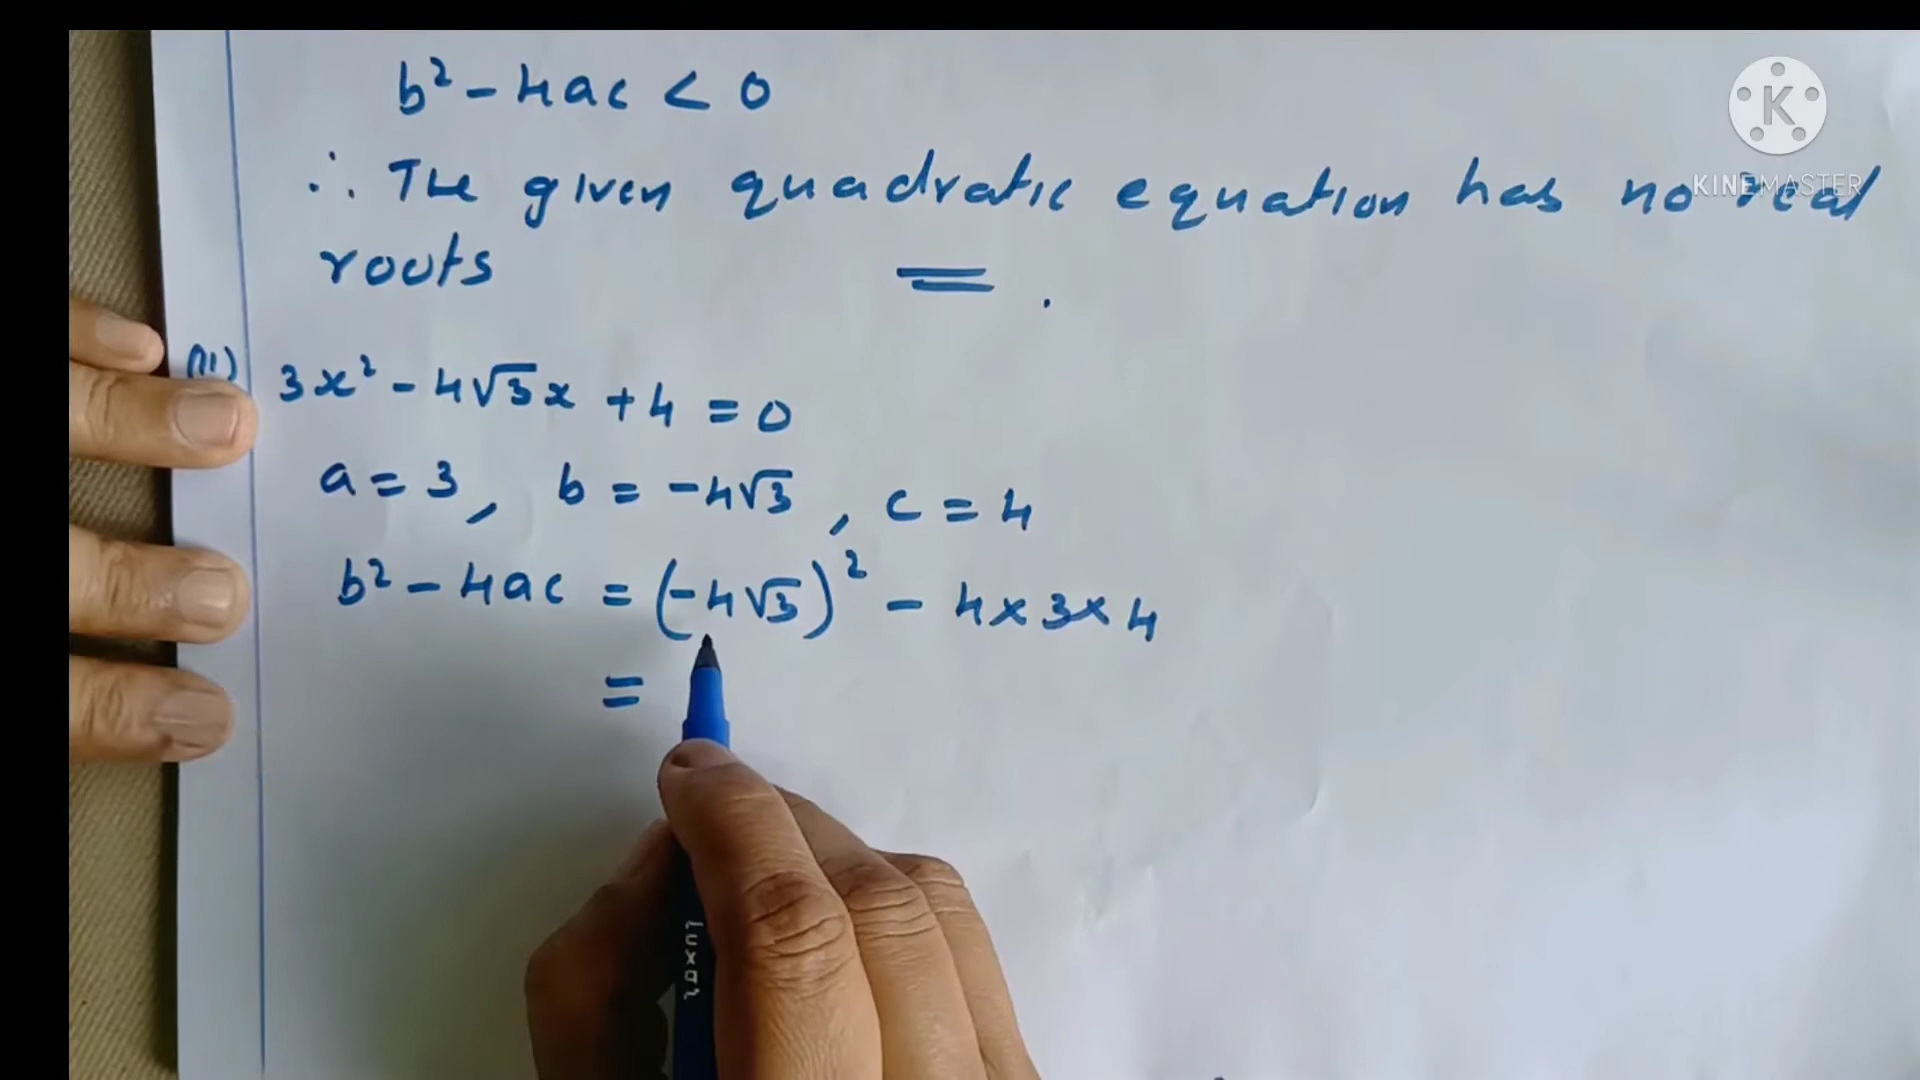 b² - 4ac < 0
∴ The given quadratic equation has no real
roots
(ii) 3x² - 4√3x + 4 = 0
a = 3, b = -4√3, c = 4
b² - 4ac = (-4√3)² - 4×3×4
=
luxor
K
KINEMASTER